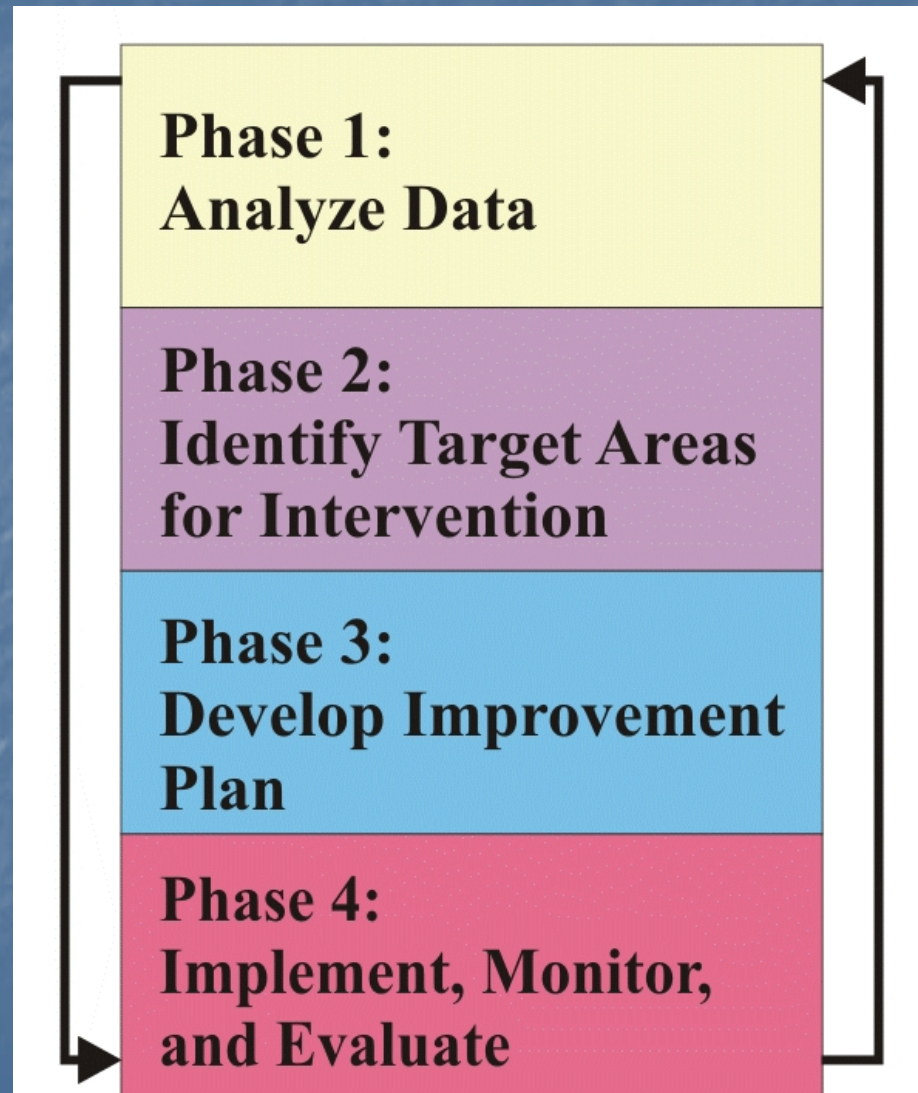 Phase 1:
Analyze Data
Phase 2:
Identify Target Areas
for Intervention
Phase 3:
Develop Improvement
Plan
Phase 4:
Implement, Monitor,
and Evaluate